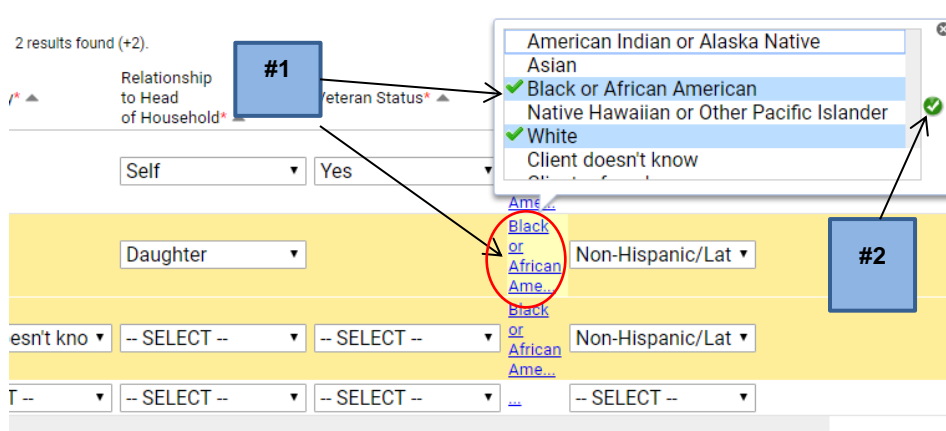 2 results found (+2).
#1
y* Relationship
to Head
of Household* Veteran Status*
American Indian or Alaska Native
Asian
Black or African American
Native Hawaiian or Other Pacific Islander
White
Client doesn't know
Self Yes
Ame...
Daughter
Black
or
African
Ame...
Non-Hispanic/Lat
#2
esn't kno -- SELECT -- -- SELECT --
Black
or
African
Ame...
Non-Hispanic/Lat
T -- -- SELECT -- -- SELECT -- ... -- SELECT --